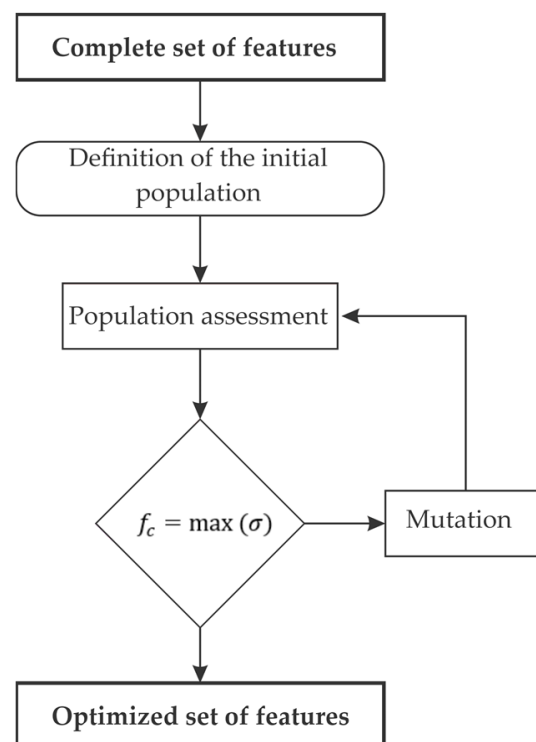 Complete set of features
Definition of the initial
population
Population assessment
f_c = max (σ)
Mutation
Optimized set of features